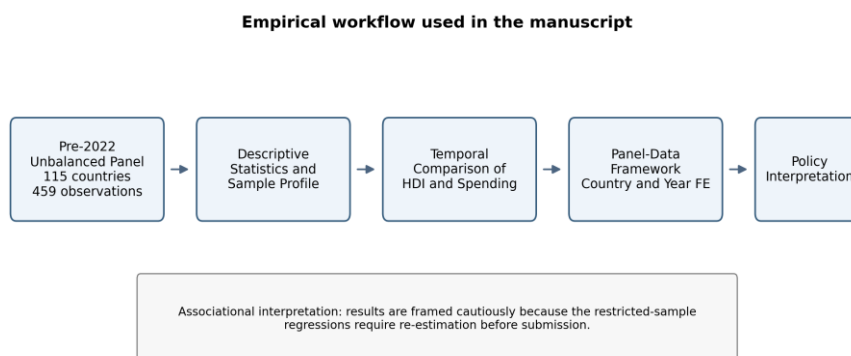 Empirical workflow used in the manuscript
Pre-2022
Unbalanced Panel
115 countries
459 observations
Descriptive
Statistics and
Sample Profile
Temporal
Comparison of
HDI and Spending
Panel-Data
Framework
Country and Year FE
Policy
Interpretation
Associational interpretation: results are framed cautiously because the restricted-sample
regressions require re-estimation before submission.